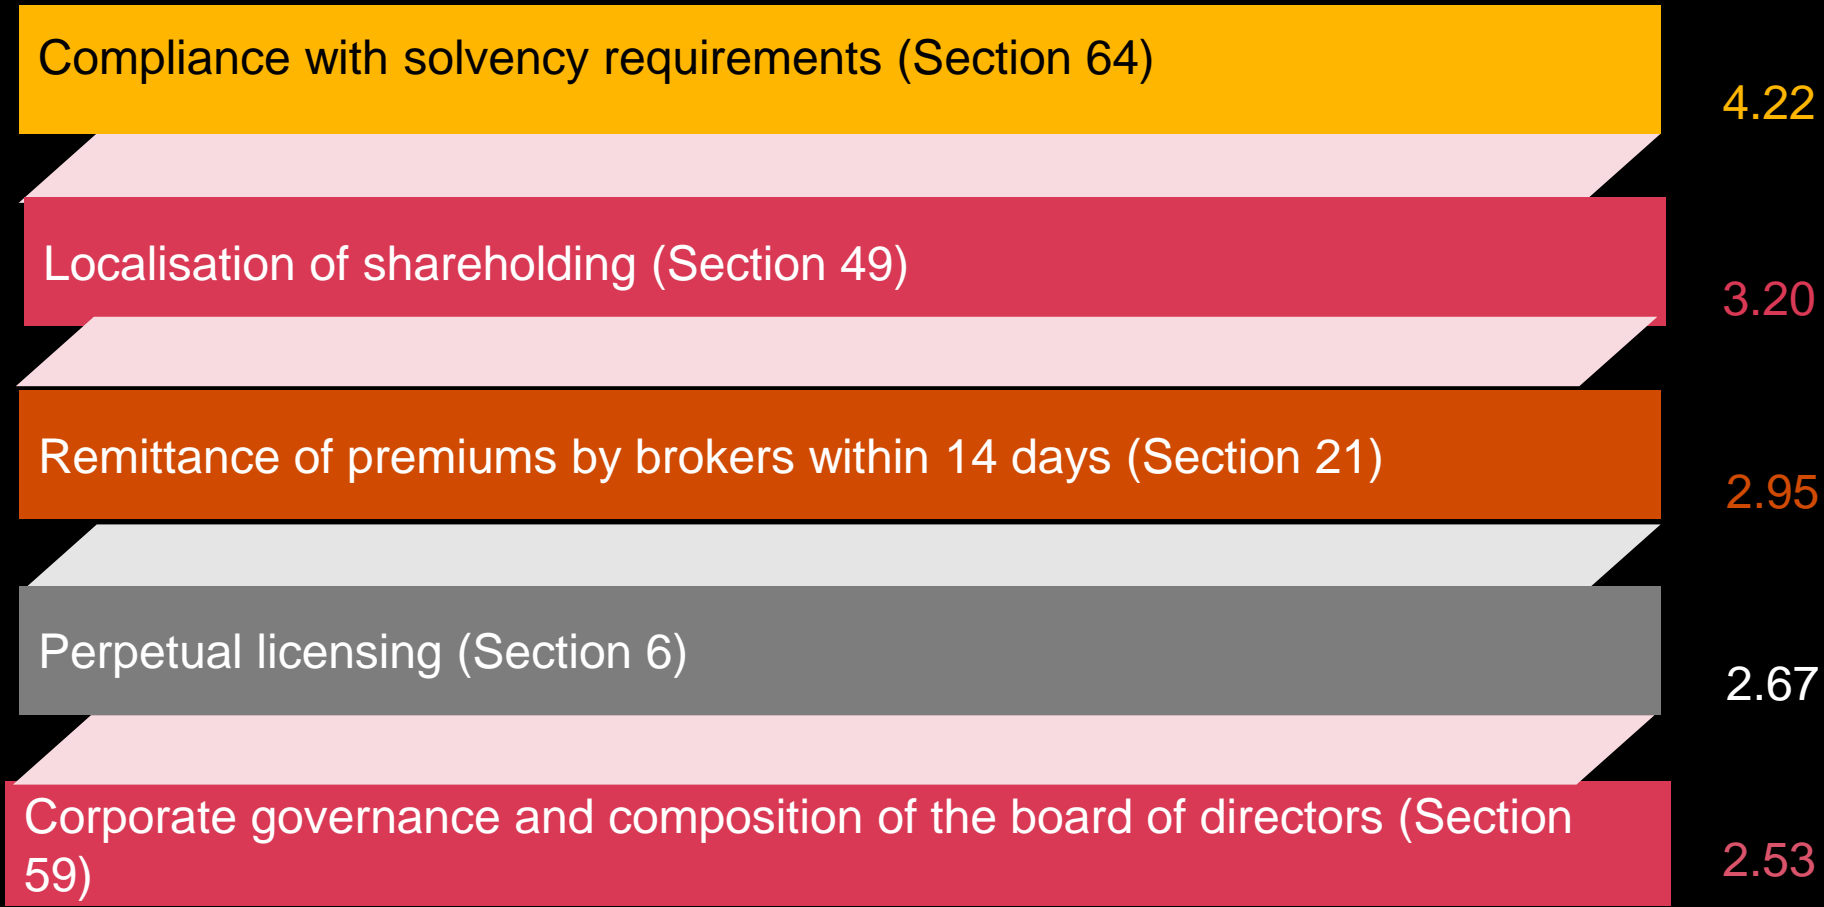 Compliance with solvency requirements (Section 64)
4.22
Localisation of shareholding (Section 49)
3.20
Remittance of premiums by brokers within 14 days (Section 21)
2.95
Perpetual licensing (Section 6)
2.67
Corporate governance and composition of the board of directors (Section
59)
2.53